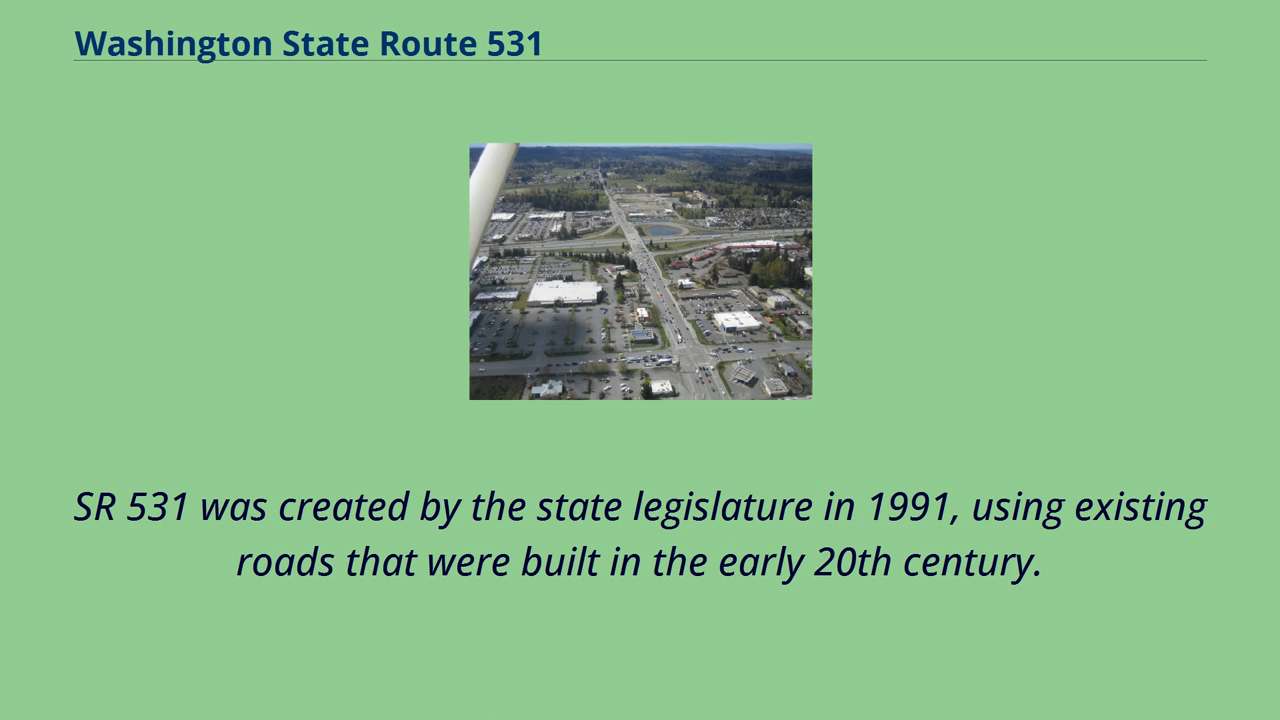 Washington State Route 531
SR 531 was created by the state legislature in 1991, using existing
roads that were built in the early 20th century.